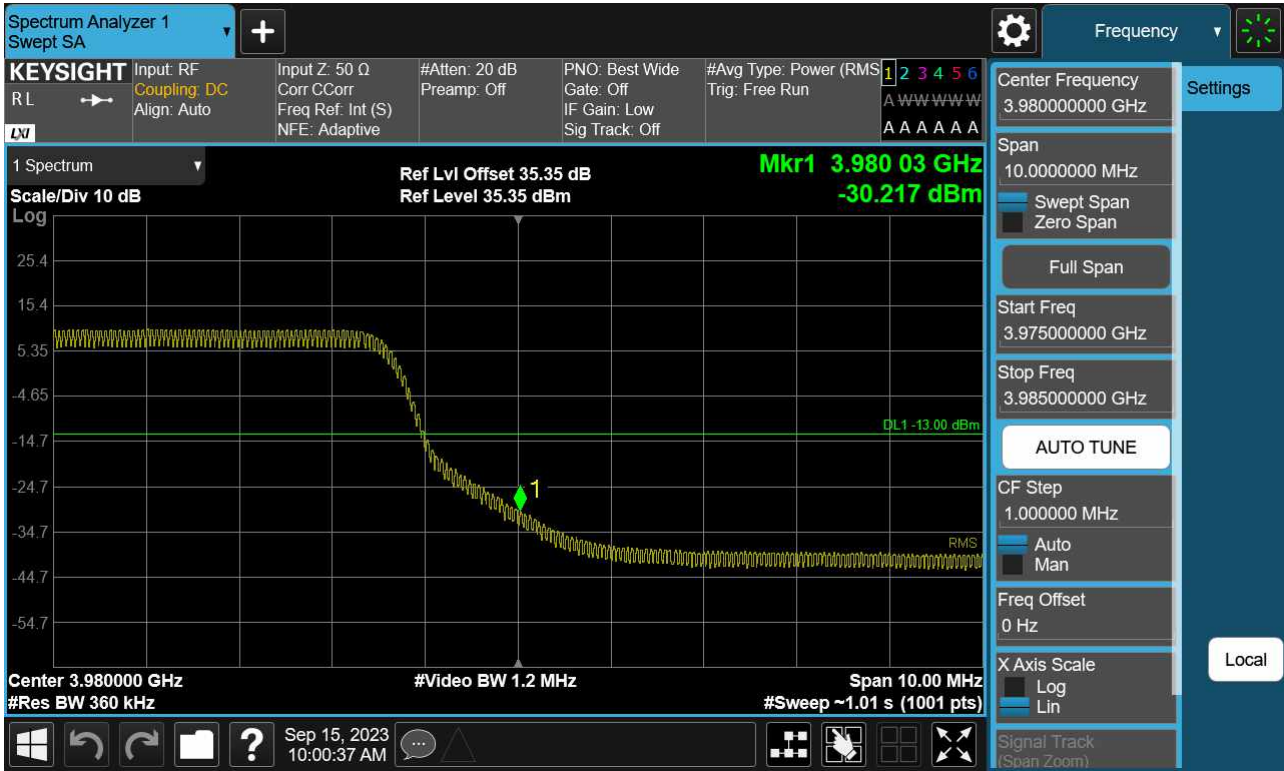 Spectrum Analyzer 1
Swept SA
+
Frequency
KEYSIGHT
R L
LXI
Input: RF
Coupling: DC
Align: Auto
Input Z: 50 Ω
Corr CCorr
Freq Ref: Int (S)
NFE: Adaptive
#Atten: 20 dB
Preamp: Off
PNO: Best Wide
Gate: Off
IF Gain: Low
Sig Track: Off
#Avg Type: Power (RMS
Trig: Free Run
1 2 3 4 5 6
A W W W W W
A A A A A A
1 Spectrum
Scale/Div 10 dB
Log
Ref Lvl Offset 35.35 dB
Ref Level 35.35 dBm
Mkr1 3.980 03 GHz
-30.217 dBm
25.4
15.4
5.35
-4.65
-14.7
-24.7
-34.7
-44.7
-54.7
DL1 -13.00 dBm
1
RMS
Center 3.980000 GHz
#Res BW 360 kHz
#Video BW 1.2 MHz
Span 10.00 MHz
#Sweep ~1.01 s (1001 pts)
Center Frequency
3.980000000 GHz
Settings
Span
10.0000000 MHz
Swept Span
Zero Span
Full Span
Start Freq
3.975000000 GHz
Stop Freq
3.985000000 GHz
AUTO TUNE
CF Step
1.000000 MHz
Auto
Man
Freq Offset
0 Hz
X Axis Scale
Log
Lin
Local
Signal Track
(Span Zoom)
?
Sep 15, 2023
10:00:37 AM